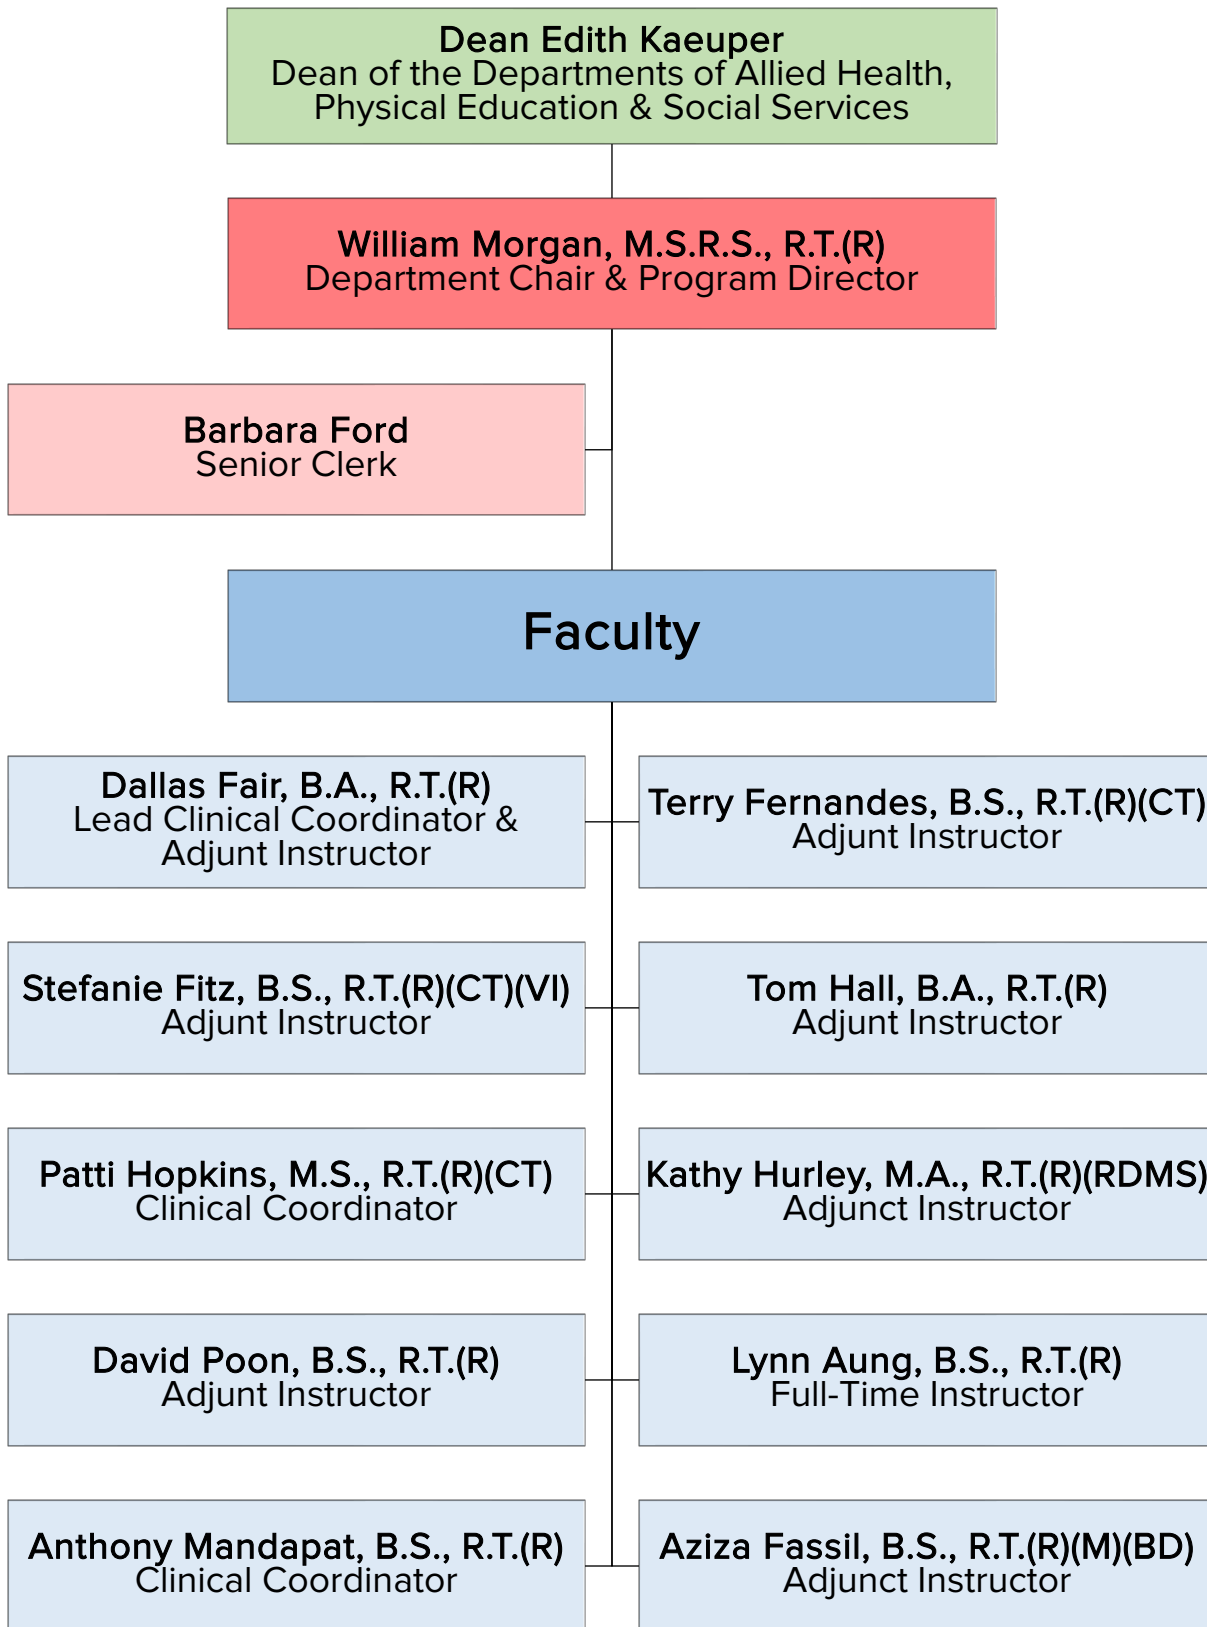 Dean Edith Kaeuper
Dean of the Departments of Allied Health,
Physical Education & Social Services
William Morgan, M.S.R.S., R.T.(R)
Department Chair & Program Director
Barbara Ford
Senior Clerk
Faculty
Dallas Fair, B.A., R.T.(R)
Lead Clinical Coordinator &
Adjunt Instructor
Terry Fernandes, B.S., R.T.(R)(CT)
Adjunt Instructor
Stefanie Fitz, B.S., R.T.(R)(CT)(VI)
Adjunt Instructor
Tom Hall, B.A., R.T.(R)
Adjunt Instructor
Patti Hopkins, M.S., R.T.(R)(CT)
Clinical Coordinator
Kathy Hurley, M.A., R.T.(R)(RDMS)
Adjunct Instructor
David Poon, B.S., R.T.(R)
Adjunt Instructor
Lynn Aung, B.S., R.T.(R)
Full-Time Instructor
Anthony Mandapat, B.S., R.T.(R)
Clinical Coordinator
Aziza Fassil, B.S., R.T.(R)(M)(BD)
Adjunct Instructor